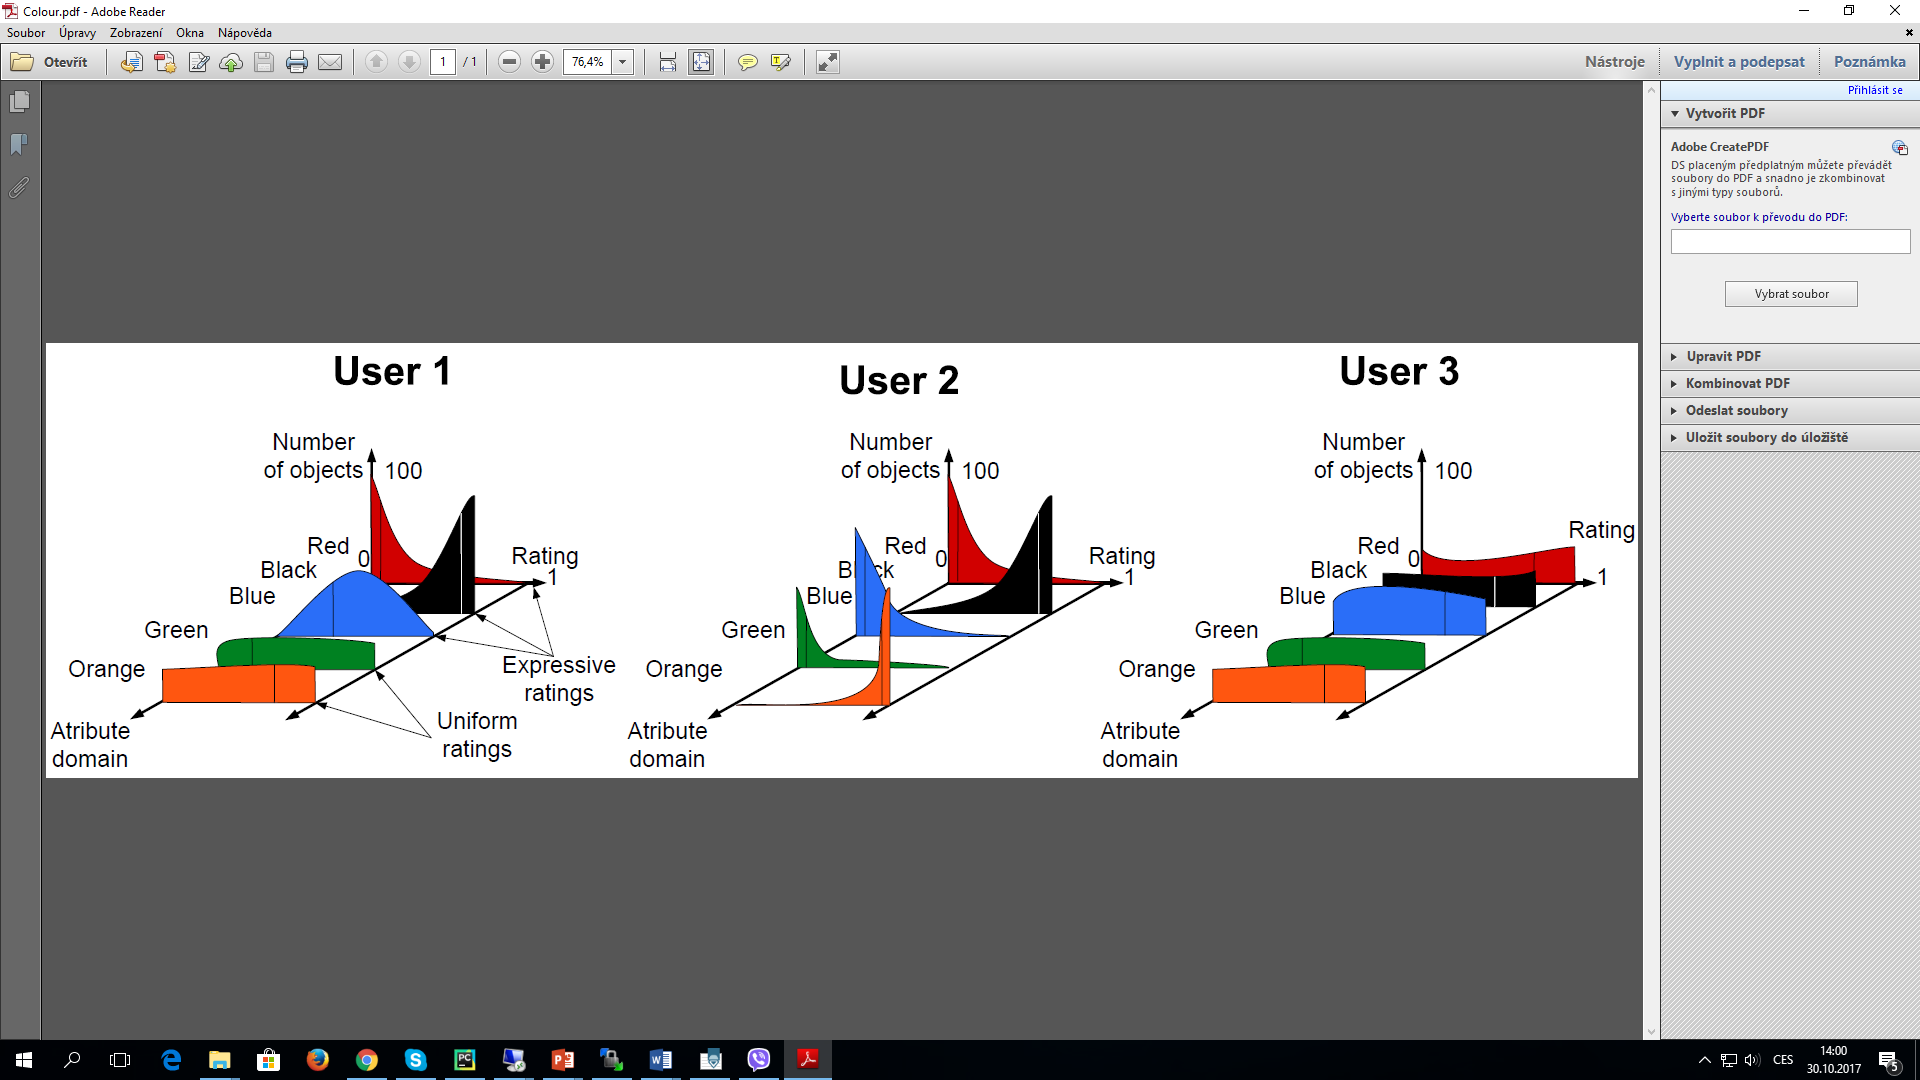 Colour.pdf - Adobe Reader
Soubor Úpravy Zobrazení Okna Nápověda
Otevřít
1 / 1
76,4%
Nástroje Vyplnit a podepsat Poznámka
Přihlásit se
Vytvořit PDF
Adobe CreatePDF
DS placeným předplatným můžete převádět
soubory do PDF a snadno je zkombinovat
s jinými typy souborů.
Vyberte soubor k převodu do PDF:
Vybrat soubor
Upravit PDF
Kombinovat PDF
Odeslat soubory
Uložit soubory do úložiště
User 1
Number
of objects
100
Red
0
Rating
1
Black
Blue
Green
Orange
Expressive
ratings
Uniform
ratings
Atribute
domain
User 2
Number
of objects
100
Red
0
Rating
1
Black
Blue
Green
Orange
Atribute
domain
User 3
Number
of objects
100
Rating
Red
0
1
Black
Blue
Green
Orange
Atribute
domain
CES
14:00
30.10.2017
5